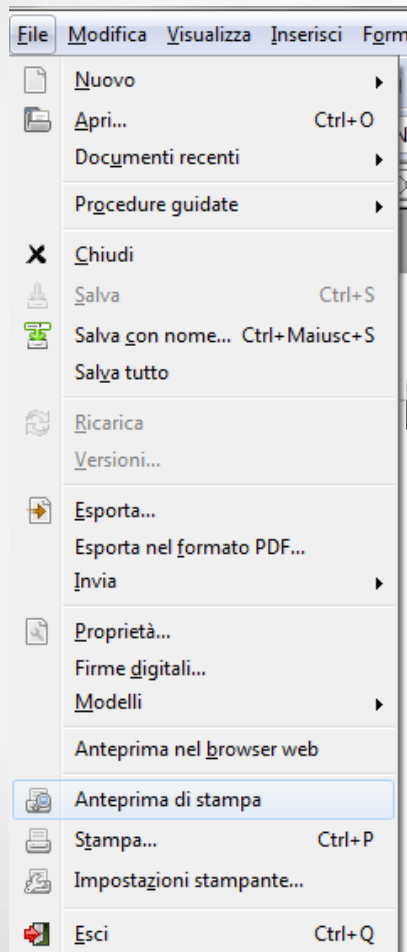 File Modifica Visualizza Inserisci Form
Nuovo
Apri... Ctrl+O
Documenti recenti
Procedure guidate
Chiudi
Salva Ctrl+S
Salva con nome... Ctrl+Maiusc+S
Salva tutto
Ricarica
Versioni...
Esporta...
Esporta nel formato PDF...
Invia
Proprietà...
Firme digitali...
Modelli
Anteprima nel browser web
Anteprima di stampa
Stampa... Ctrl+P
Impostazioni stampante...
Esci Ctrl+Q